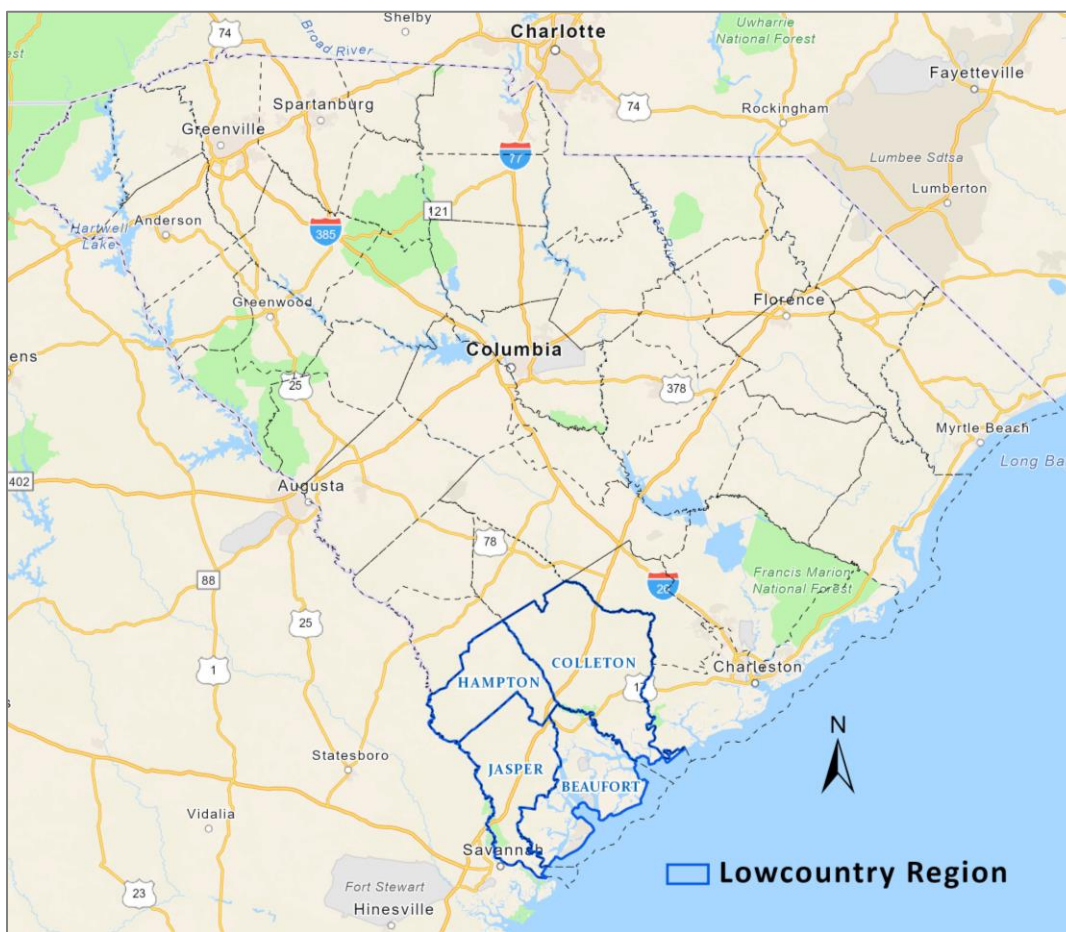 Shelby
74
Broad River
Charlotte
Uwharrie
National Forest
Fayetteville
Spartanburg
Greenville
74
Rockingham
77
Lumbee Sdtsa
Lumberton
Lynches River
121
Hartwell
Lake
Anderson
385
Greenwood
Florence
ens
Columbia
25
378
Myrtle Beach
Long Ba
402
Augusta
78
88
Francis Marion
National Forest
26
25
COLLETON
Charleston
1
HAMPTON
17
N
Statesboro
JASPER
BEAUFORT
Vidalia
Savannah
Lowcountry Region
Fort Stewart
23
Hinesville